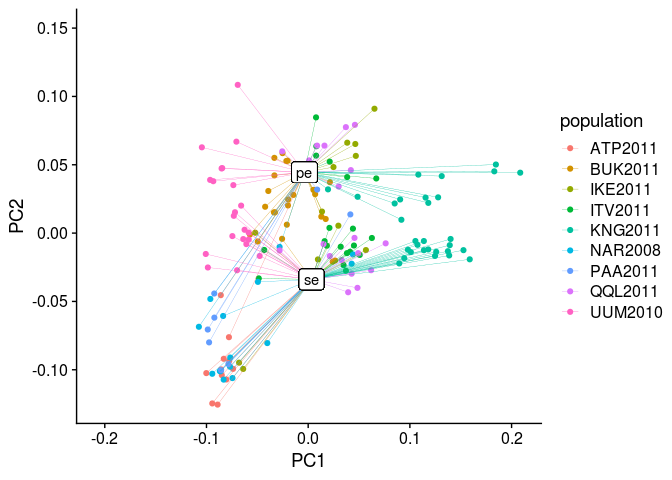 0.15
0.10
0.05
0.00
-0.05
-0.10
PC2
-0.2
-0.1
0.0
0.1
0.2
PC1
pe
se
population
ATP2011
BUK2011
IKE2011
ITV2011
KNG2011
NAR2008
PAA2011
QQL2011
UUM2010